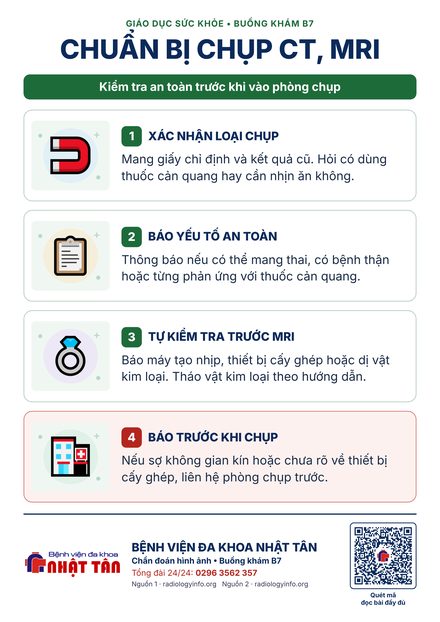 GIÁO DỤC SỨC KHỎE • BUỒNG KHÁM B7
CHUẨN BỊ CHỤP CT, MRI
Kiểm tra an toàn trước khi vào phòng chụp
1 XÁC NHẬN LOẠI CHỤP
Mang giấy chỉ định và kết quả cũ. Hỏi có dùng
thuốc cản quang hay cần nhịn ăn không.
2 BÁO YẾU TỐ AN TOÀN
Thông báo nếu có thể mang thai, có bệnh thận
hoặc từng phản ứng với thuốc cản quang.
3 TỰ KIỂM TRA TRƯỚC MRI
Báo máy tạo nhịp, thiết bị cấy ghép hoặc dị vật
kim loại. Tháo vật kim loại theo hướng dẫn.
4 BÁO TRƯỚC KHI CHỤP
Nếu sợ không gian kín hoặc chưa rõ về thiết bị
cấy ghép, liên hệ phòng chụp trước.
Bệnh viện đa khoa
NHẬT TÂN
BỆNH VIỆN ĐA KHOA NHẬT TÂN
Chẩn đoán hình ảnh • Buồng khám B7
Tổng đài 24/24: 0296 3562 357
Nguồn 1 · radiologyinfo.org Nguồn 2 · radiologyinfo.org
Quét mã
đọc bài đầy đủ